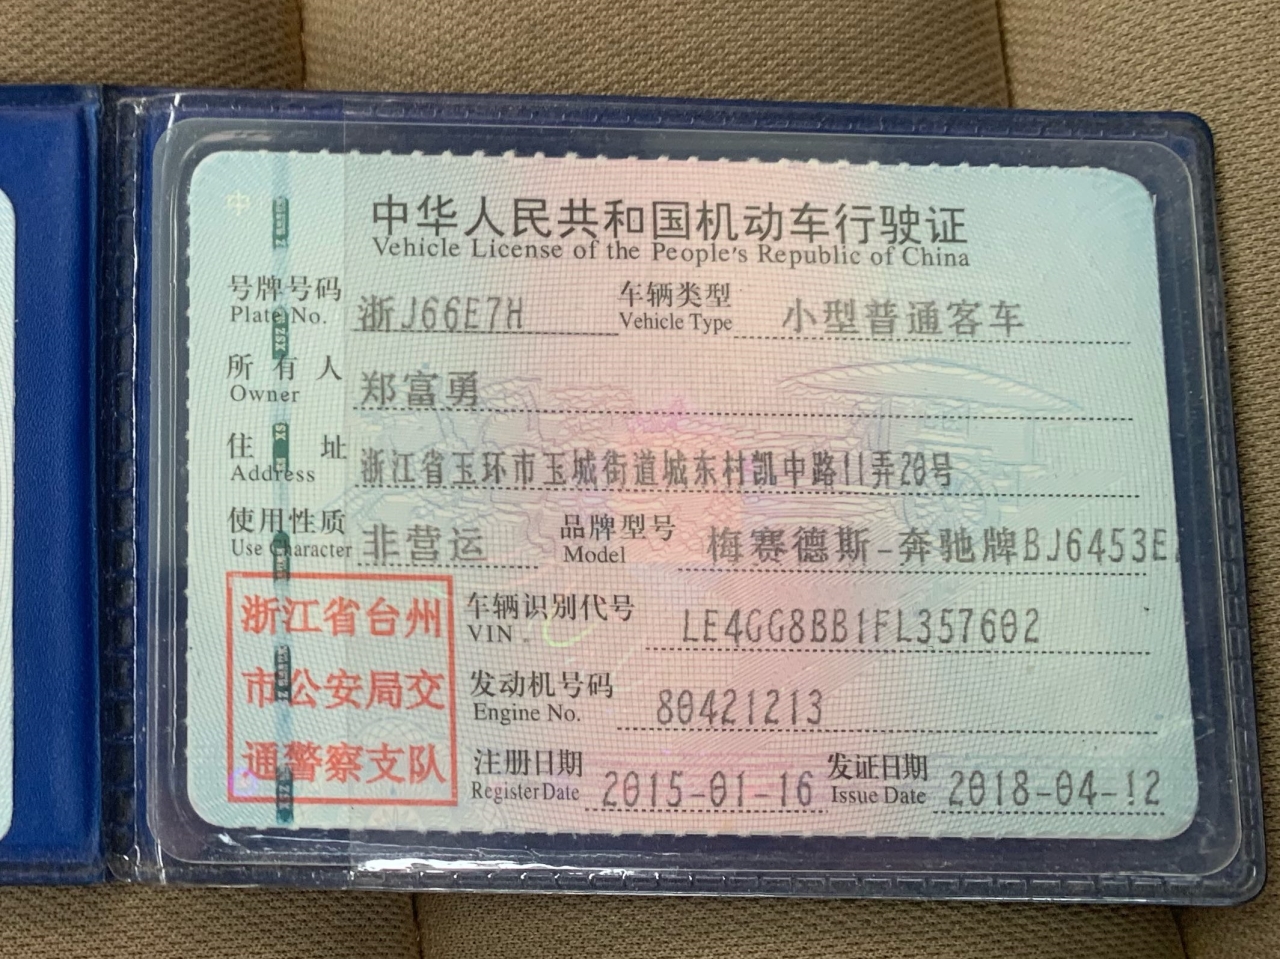 中华人民共和国机动车行驶证
Vehicle License of the People's Republic of China
号牌号码 浙J66E7H 车辆类型 小型普通客车
Plate No. Vehicle Type
所有人 郑富勇
Owner
住址 浙江省玉环市玉城街道城东村凯中路11弄20号
Address
使用性质 非营运 品牌型号 梅赛德斯-奔驰牌BJ6453E
Use Character Model
浙江省台州
市公安局交
通警察支队
车辆识别代号 LE4GG8BB1FL357602
VIN
发动机号码 80421213
Engine No.
注册日期 2015-01-16 发证日期 2018-04-12
Register Date Issue Date